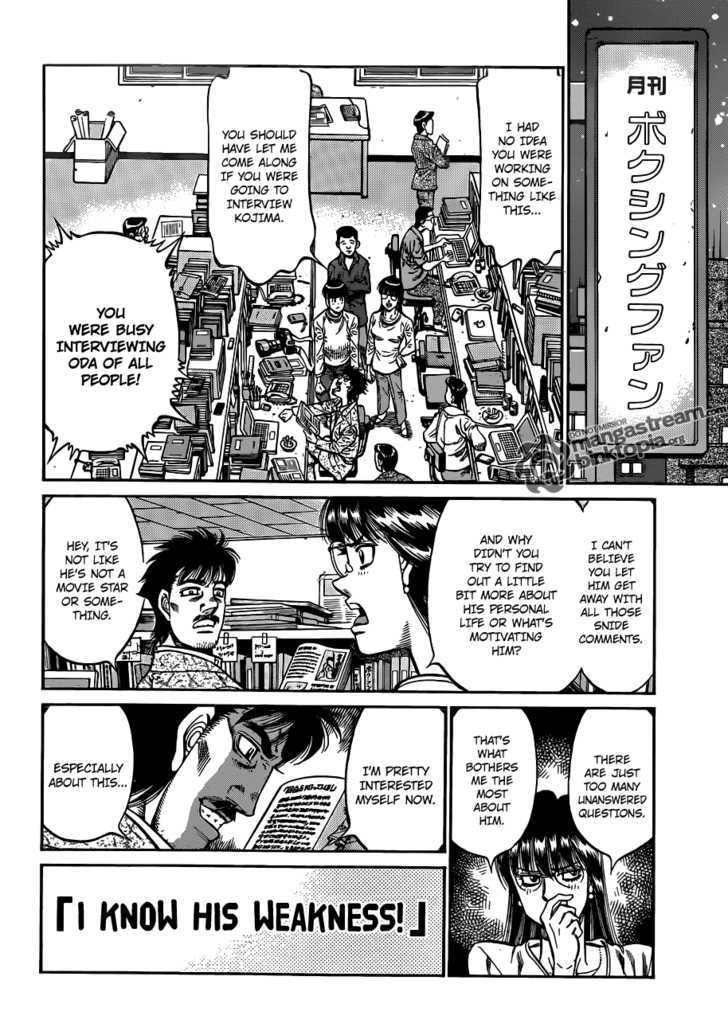 月刊
ボクシングファン
I HAD
NO IDEA
YOU WERE
WORKING
ON SOME-
THING LIKE
THIS...
YOU SHOULD
HAVE LET ME
COME ALONG
IF YOU WERE
GOING TO
INTERVIEW
KOJIMA.
YOU
WERE BUSY
INTERVIEWING
ODA OF ALL
PEOPLE!
DO NOT MIRROR
mangastream.com
I CAN'T
BELIEVE
YOU LET
HIM GET
AWAY WITH
ALL THOSE
SNIDE
COMMENTS.
AND WHY
DIDN'T YOU
TRY TO FIND
OUT A LITTLE
BIT MORE ABOUT
HIS PERSONAL
LIFE OR WHAT'S
MOTIVATING
HIM?
HEY, IT'S
NOT LIKE
HE'S NOT A
MOVIE STAR
OR SOME-
THING.
THERE
ARE JUST
TOO MANY
UNANSWERED
QUESTIONS.
THAT'S
WHAT
BOTHERS
ME THE
MOST
ABOUT
HIM.
I'M PRETTY
INTERESTED
MYSELF NOW.
ESPECIALLY
ABOUT THIS...
「I KNOW HIS WEAKNESS!」